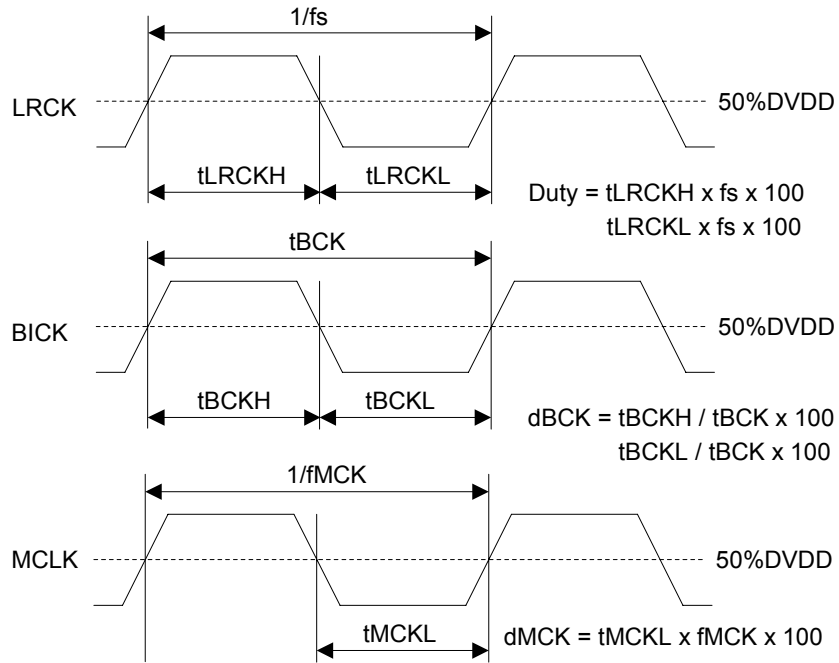 1/fs
LRCK
50%DVDD
tLRCKH
tLRCKL
Duty = tLRCKH x fs x 100
tLRCKL x fs x 100
tBCK
BICK
50%DVDD
tBCKH
tBCKL
dBCK = tBCKH / tBCK x 100
tBCKL / tBCK x 100
1/fMCK
MCLK
50%DVDD
tMCKL
dMCK = tMCKL x fMCK x 100